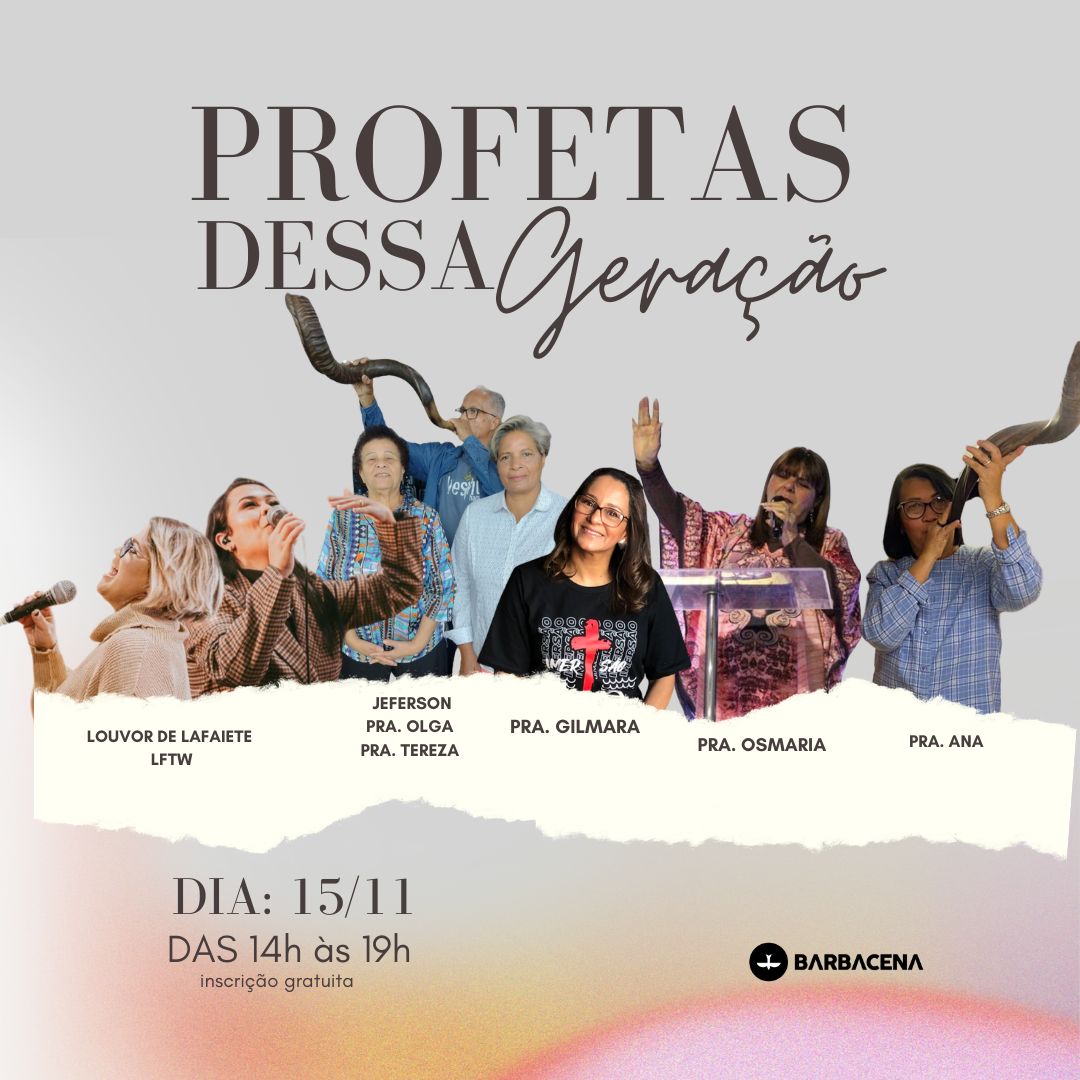 PROFETAS
DESSA Geração
LOUVOR DE LAFAIETE
LFTW
JEFERSON
PRA. OLGA
PRA. TEREZA
PRA. GILMARA
PRA. OSMARIA
PRA. ANA
DIA: 15/11
DAS 14h às 19h
inscrição gratuita
BARBACENA